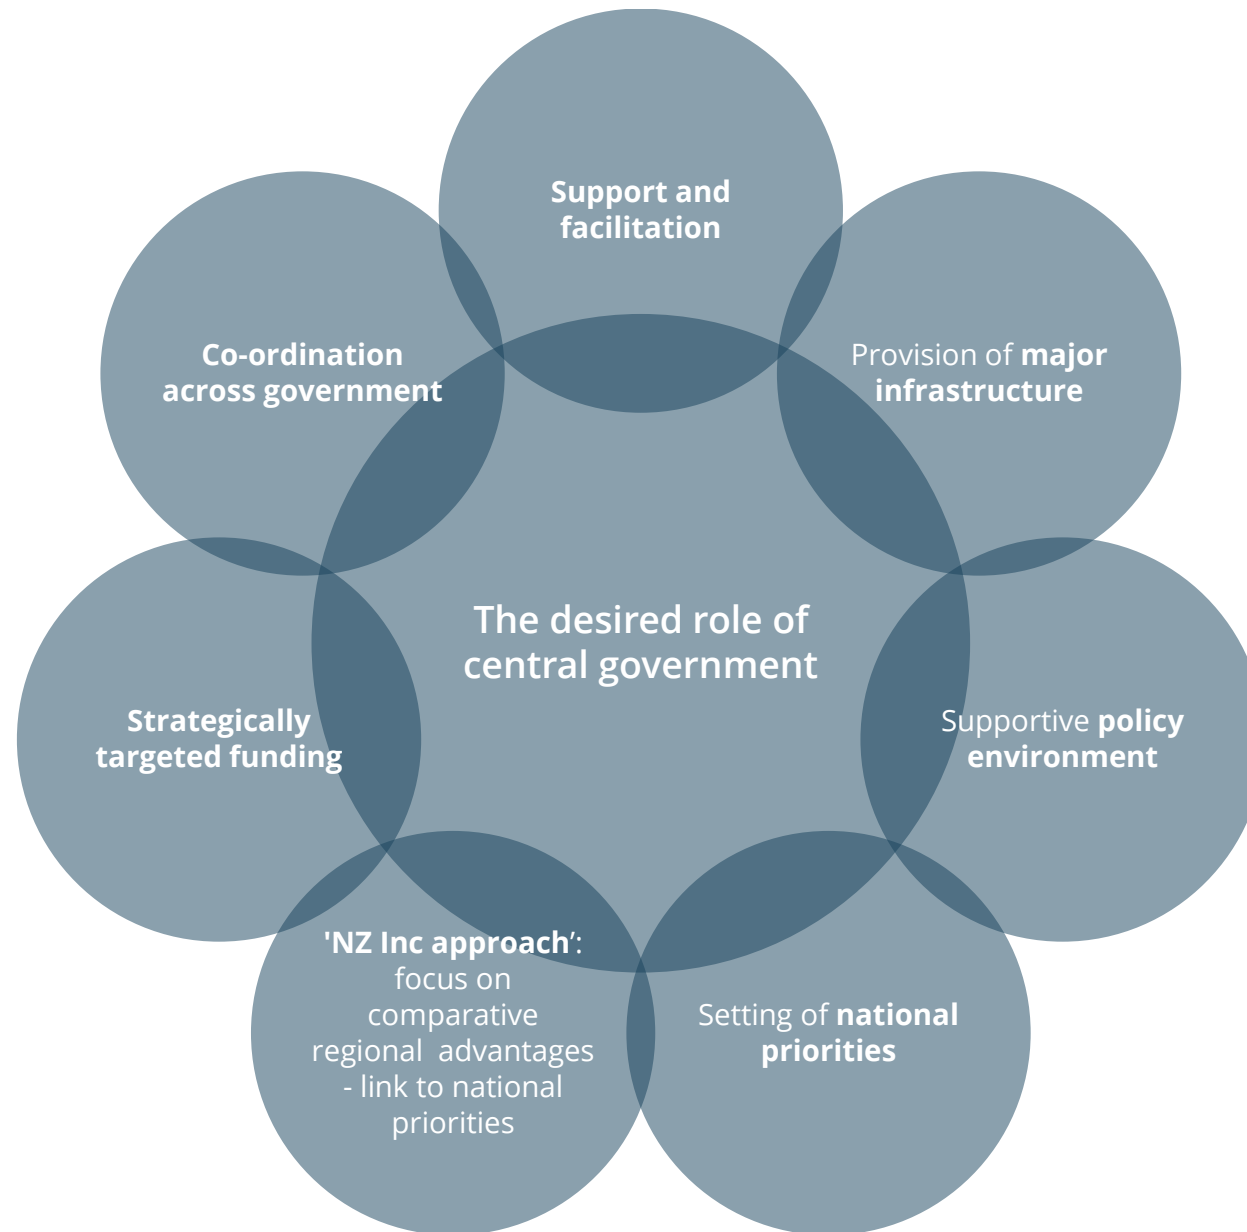 Support and
facilitation
Co-ordination
across government
Provision of major
infrastructure
The desired role of
central government
Strategically
targeted funding
Supportive policy
environment
'NZ Inc approach’:
focus on
comparative
regional  advantages
- link to national
priorities
Setting of national
priorities